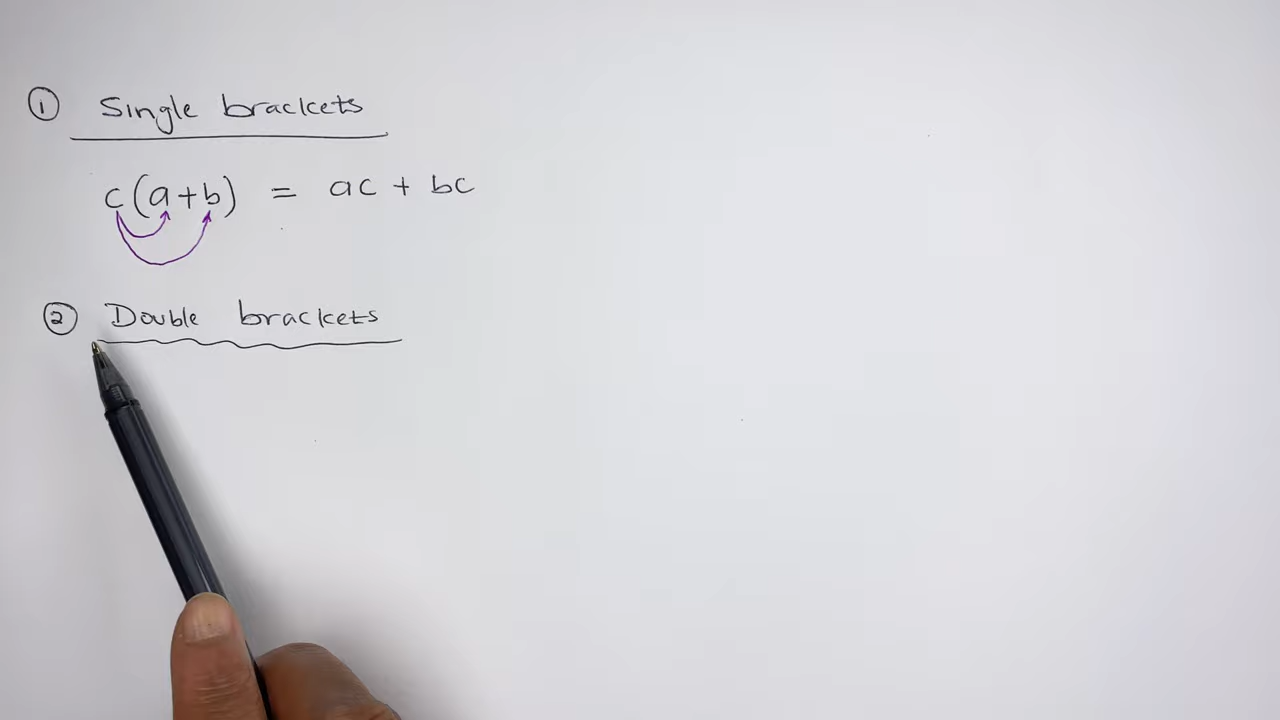 ① Single brackets
c(a+b) = ac + bc
② Double brackets